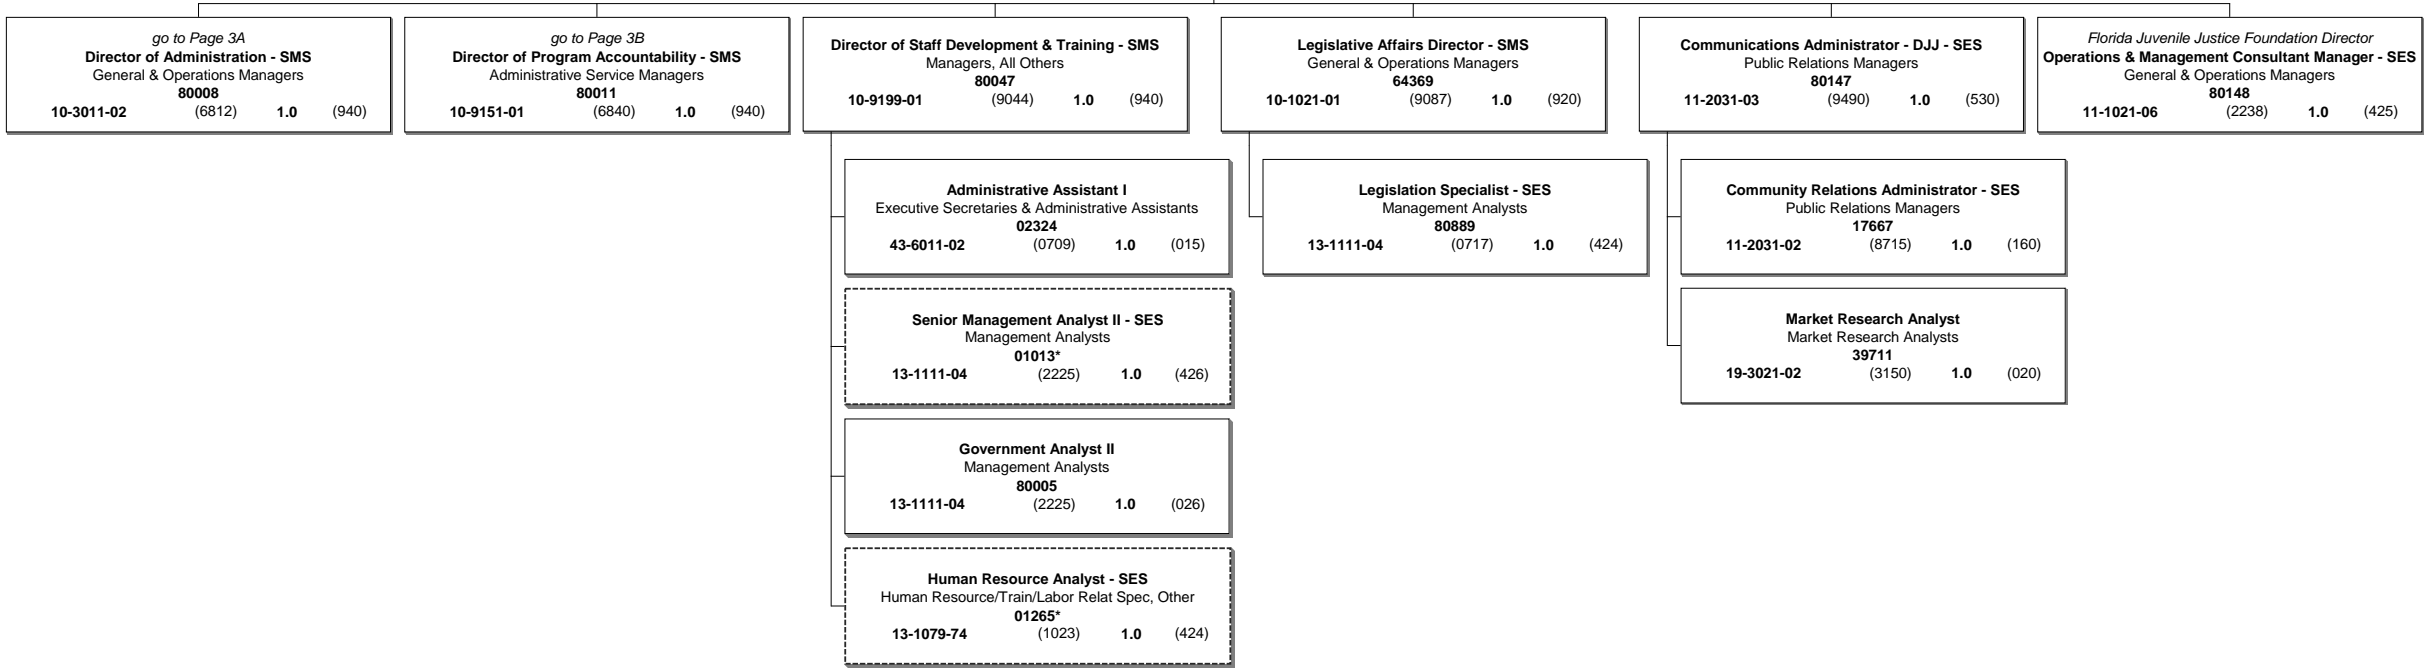 go to Page 3A
Director of Administration - SMS
General & Operations Managers
80008
10-3011-02 (6812) 1.0 (940)
go to Page 3B
Director of Program Accountability - SMS
Administrative Service Managers
80011
10-9151-01 (6840) 1.0 (940)
Director of Staff Development & Training - SMS
Managers, All Others
80047
10-9199-01 (9044) 1.0 (940)
Legislative Affairs Director - SMS
General & Operations Managers
64369
10-1021-01 (9087) 1.0 (920)
Communications Administrator - DJJ - SES
Public Relations Managers
80147
11-2031-03 (9490) 1.0 (530)
Florida Juvenile Justice Foundation Director
Operations & Management Consultant Manager - SES
General & Operations Managers
80148
11-1021-06 (2238) 1.0 (425)
Administrative Assistant I
Executive Secretaries & Administrative Assistants
02324
43-6011-02 (0709) 1.0 (015)
Senior Management Analyst II - SES
Management Analysts
01013*
13-1111-04 (2225) 1.0 (426)
Government Analyst II
Management Analysts
80005
13-1111-04 (2225) 1.0 (026)
Human Resource Analyst - SES
Human Resource/Train/Labor Relat Spec, Other
01265*
13-1079-74 (1023) 1.0 (424)
Legislation Specialist - SES
Management Analysts
80889
13-1111-04 (0717) 1.0 (424)
Community Relations Administrator - SES
Public Relations Managers
17667
11-2031-02 (8715) 1.0 (160)
Market Research Analyst
Market Research Analysts
39711
19-3021-02 (3150) 1.0 (020)